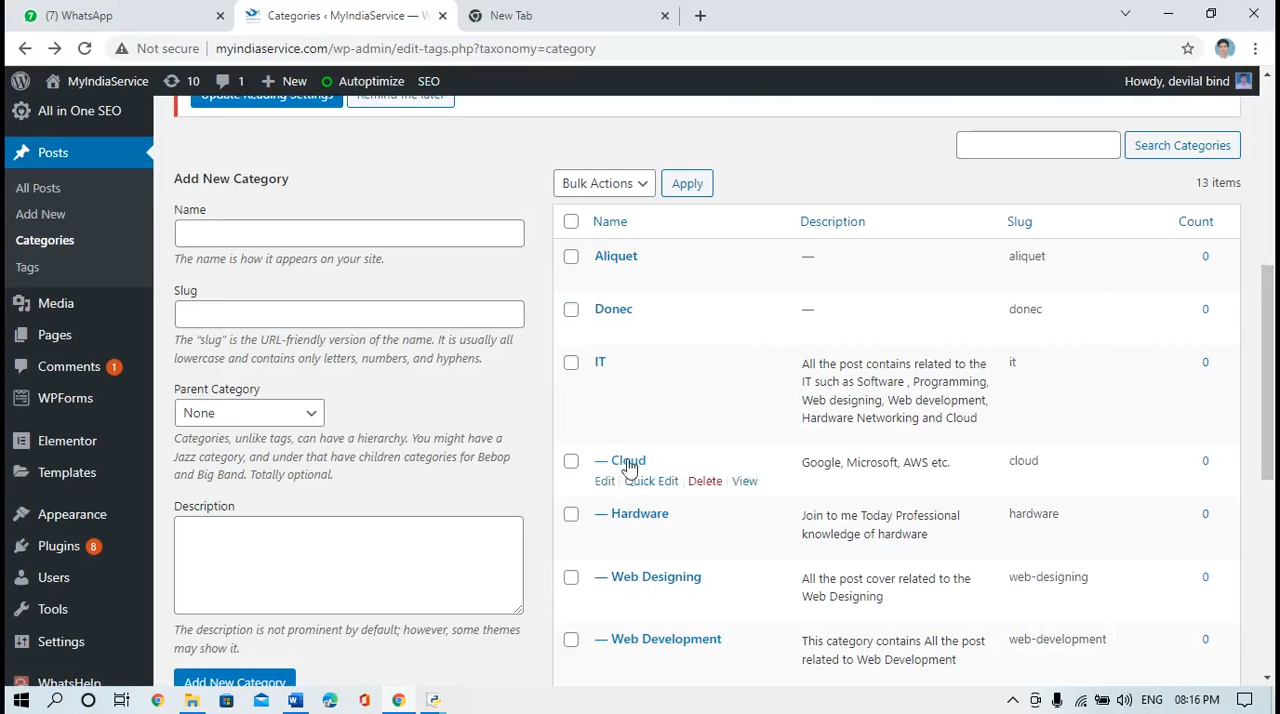 (7) WhatsApp
Categories ‹ MyIndiaService — W
New Tab
Not secure
myindiaservice.com/wp-admin/edit-tags.php?taxonomy=category
MyIndiaService 10 1 New Autoptimize SEO
Howdy, devilal bind
All in One SEO
Update Reading Settings Remind me later
Posts
All Posts
Add New
Categories
Tags
Media
Pages
Comments 1
WPForms
Elementor
Templates
Appearance
Plugins 8
Users
Tools
Settings
WhatsHelp
Search Categories
Add New Category
Name
The name is how it appears on your site.
Slug
The "slug" is the URL-friendly version of the name. It is usually all
lowercase and contains only letters, numbers, and hyphens.
Parent Category
None
Categories, unlike tags, can have a hierarchy. You might have a
Jazz category, and under that have children categories for Bebop
and Big Band. Totally optional.
Description
The description is not prominent by default; however, some themes
may show it.
Add New Category
Bulk Actions Apply
13 items
Name Description Slug Count
Aliquet — aliquet 0
Donec — donec 0
IT All the post contains related to the it 0
IT such as Software , Programming,
Web designing, Web development,
Hardware Networking and Cloud
— Cloud Google, Microsoft, AWS etc. cloud 0
Edit | Quick Edit | Delete | View
— Hardware Join to me Today Professional hardware 0
knowledge of hardware
— Web Designing All the post cover related to the web-designing 0
Web Designing
— Web Development This category contains All the post web-development 0
related to Web Development
ENG 08:16 PM